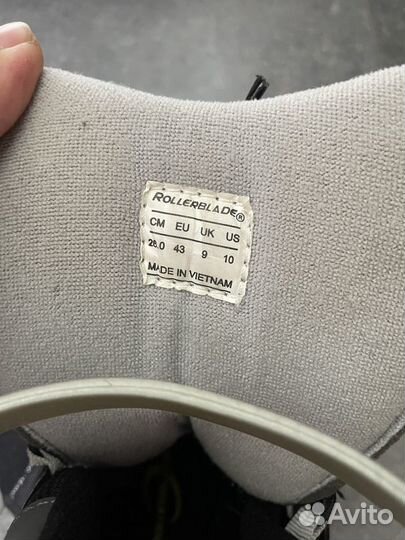 ROLLERBLADE®
CM EU UK US
28.0 43 9 10
MADE IN VIETNAM
Avito